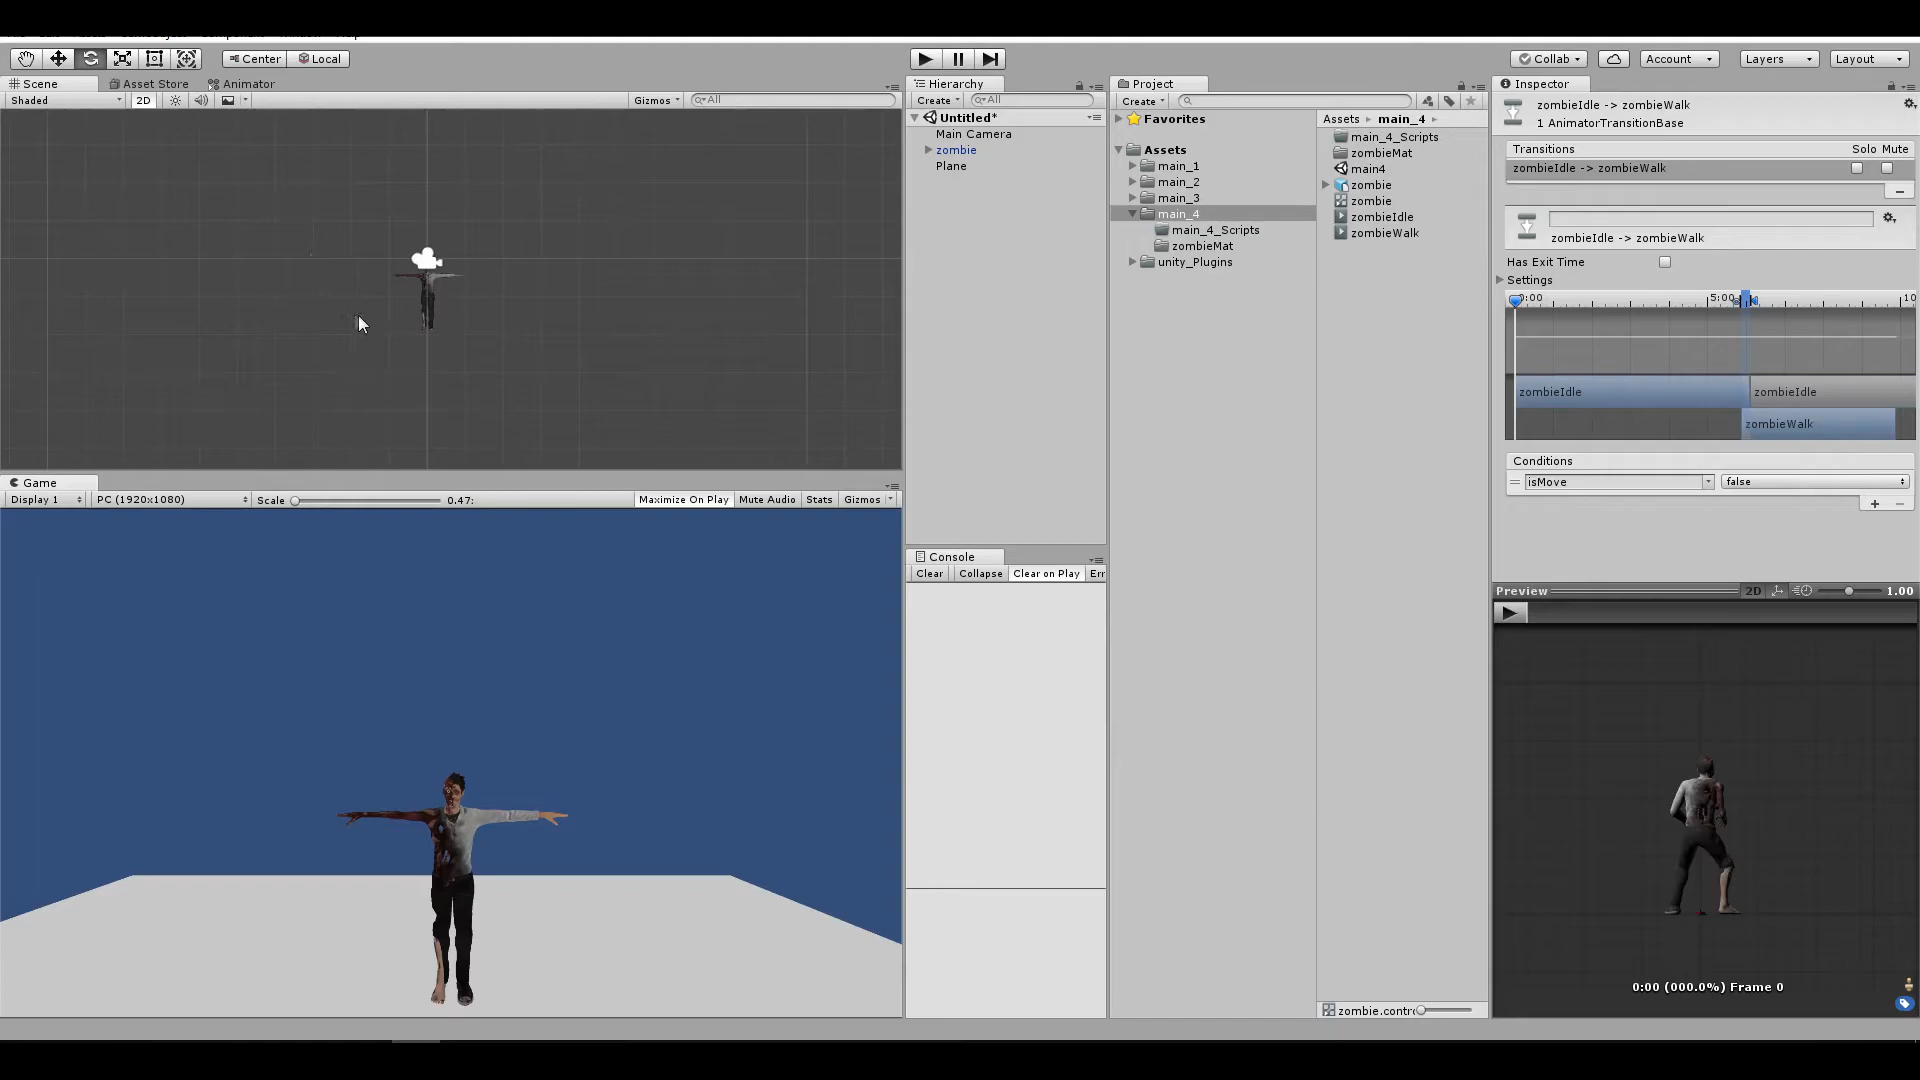 Center
Local
Collab
Account
Layers
Layout
Scene
Asset Store
Animator
Hierarchy
Project
Inspector
Shaded
2D
Gizmos
All
Create
All
Create
zombieIdle -> zombieWalk
1 AnimatorTransitionBase
Untitled*
Main Camera
zombie
Plane
Favorites
Assets
main_1
main_2
main_3
main_4
main_4_Scripts
zombieMat
unity_Plugins
Assets
main_4
main_4_Scripts
zombieMat
main4
zombie
zombie
zombieIdle
zombieWalk
Transitions
Solo Mute
zombieIdle -> zombieWalk
zombieIdle -> zombieWalk
Has Exit Time
Settings
0:00
5:00
10
zombieIdle
zombieIdle
zombieWalk
Conditions
isMove
false
Game
Display 1
PC (1920x1080)
Scale
0.47:
Maximize On Play
Mute Audio
Stats
Gizmos
Console
Clear
Collapse
Clear on Play
Err
Preview
2D
1.00
0:00 (000.0%) Frame 0
zombie.contr